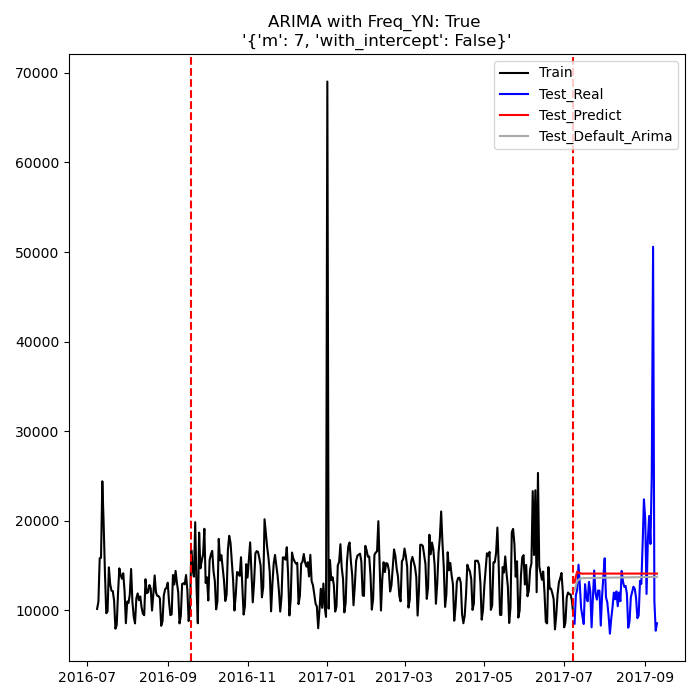 ARIMA with Freq_YN: True
'{'m': 7, 'with_intercept': False}'
Train
Test_Real
Test_Predict
Test_Default_Arima
70000
60000
50000
40000
30000
20000
10000
2016-07 2016-09 2016-11 2017-01 2017-03 2017-05 2017-07 2017-09